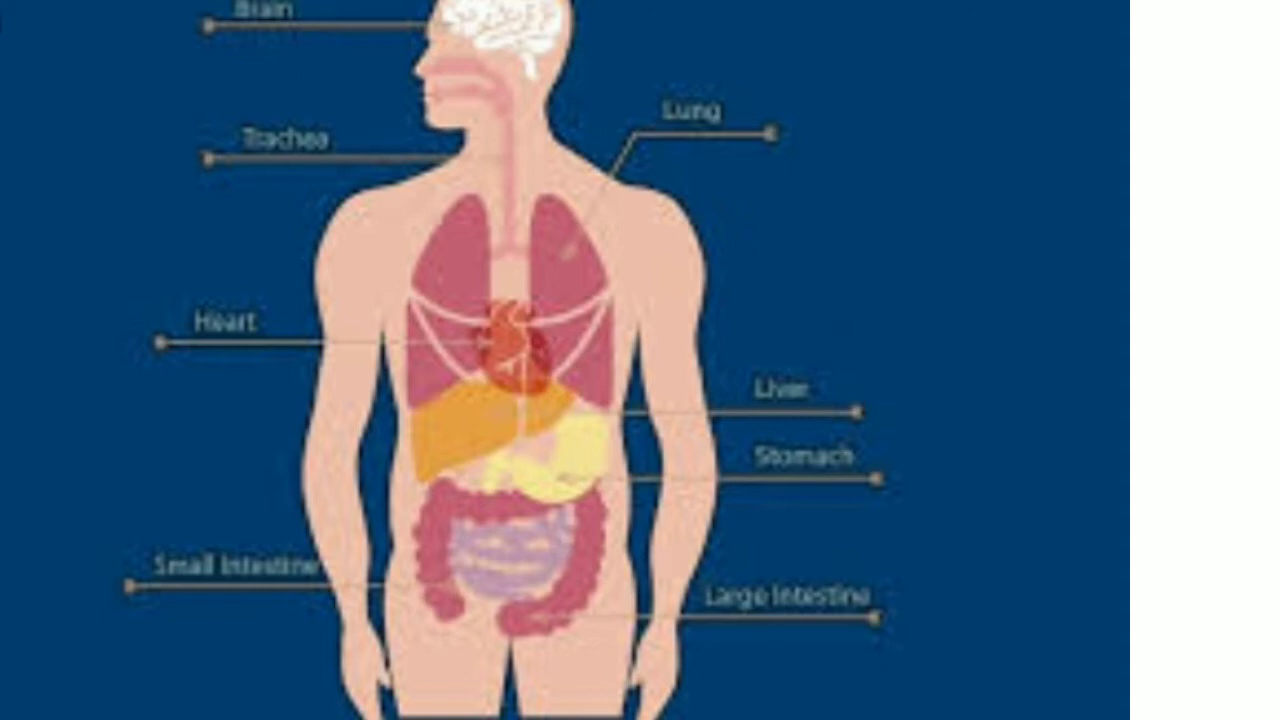 Brain
Lung
Trachea
Heart
Liver
Stomach
Small Intestine
Large Intestine